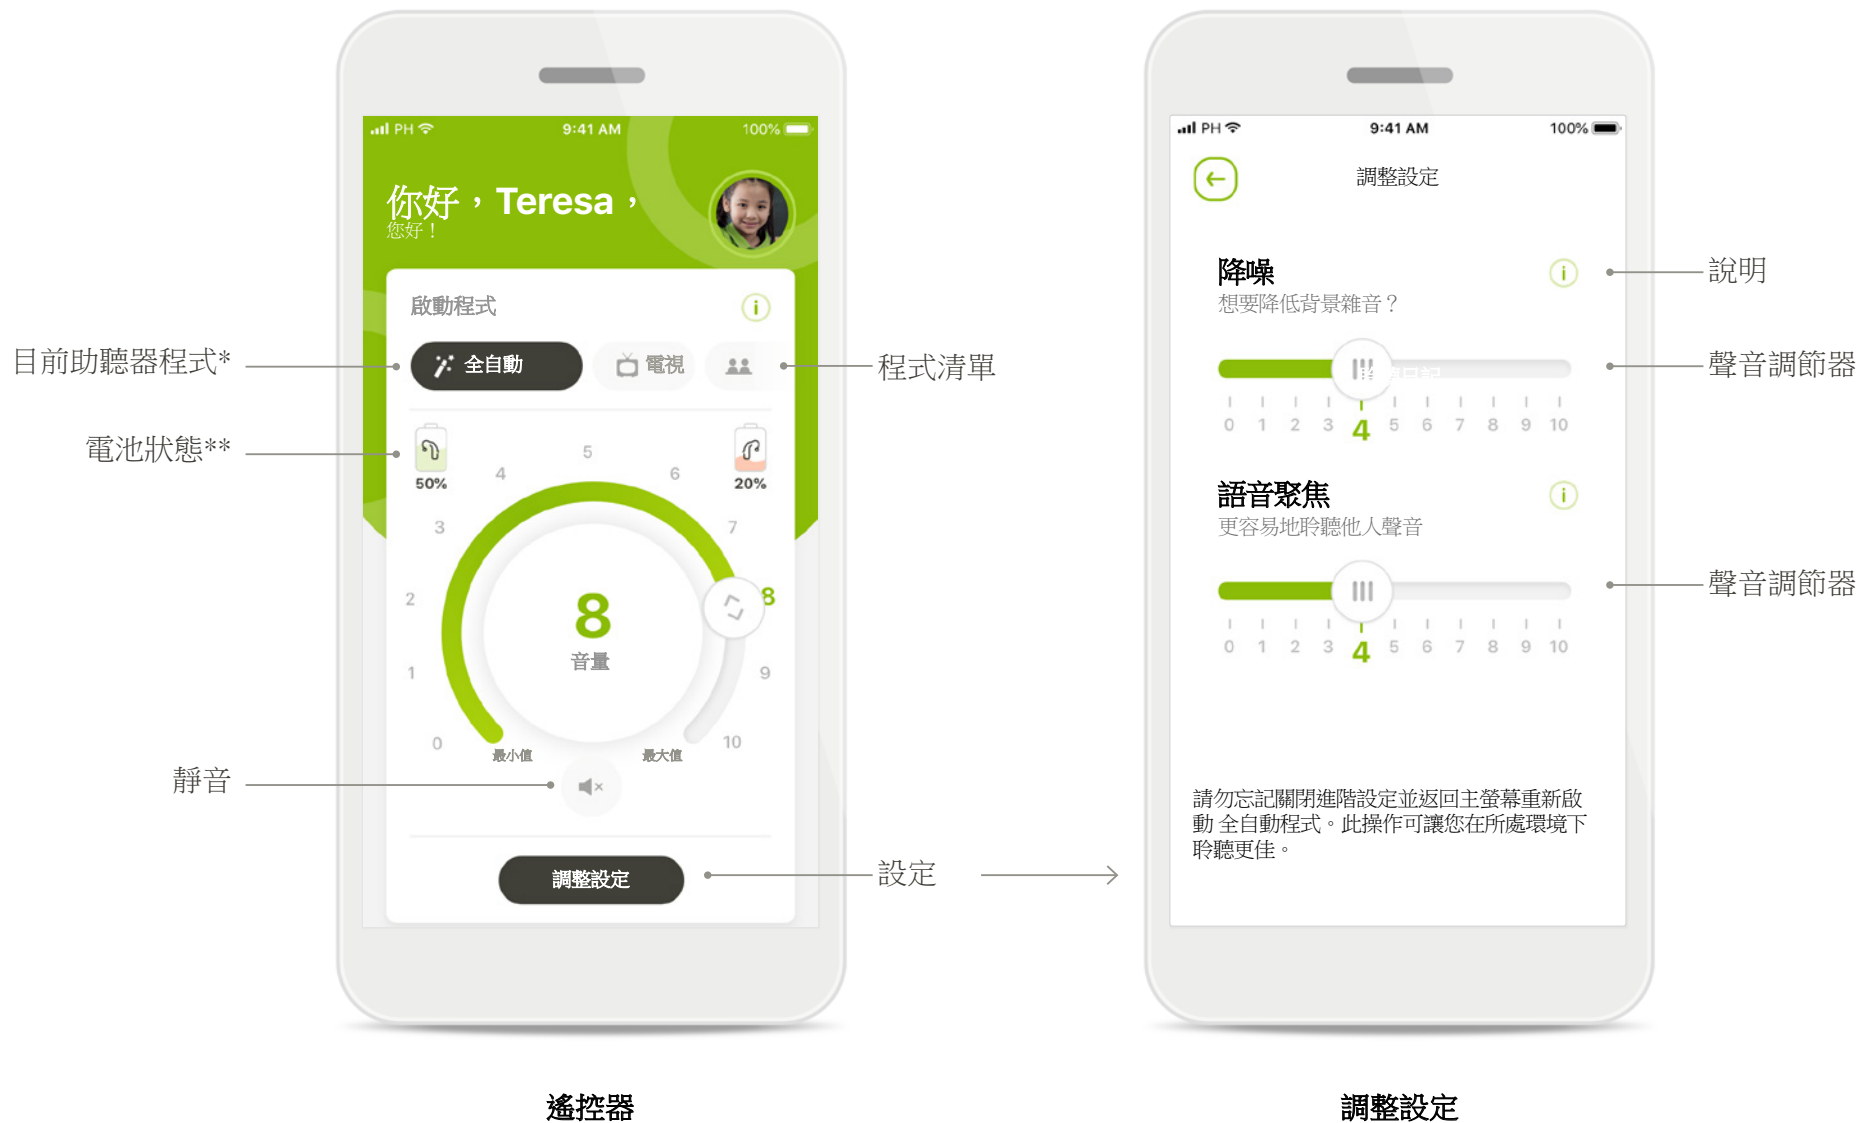 PH 9:41 AM 100%
你好，Teresa，
您好！
啟動程式
全自動 電視
50% 20%
0 1 2 3 4 5 6 7 8 9 10
8
音量
最小值 最大值
調整設定
目前助聽器程式*
電池狀態**
靜音
程式清單
設定
遙控器
PH 9:41 AM 100%
調整設定
降噪
想要降低背景雜音？
0 1 2 3 4 5 6 7 8 9 10
語音聚焦
更容易地聆聽他人聲音
0 1 2 3 4 5 6 7 8 9 10
請勿忘記關閉進階設定並返回主螢幕重新啟
動 全自動程式。此操作可讓您在所處環境下
聆聽更佳。
說明
聲音調節器
聲音調節器
調整設定